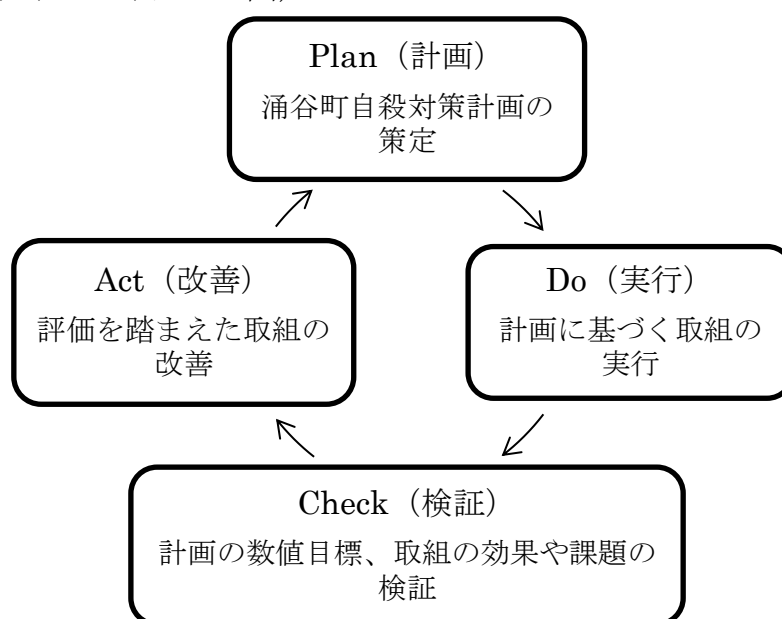 Plan（計画）
涌谷町自殺対策計画の
策定
Act（改善）
評価を踏まえた取組の
改善
Do（実行）
計画に基づく取組の
実行
Check（検証）
計画の数値目標、取組の効果や課題の
検証